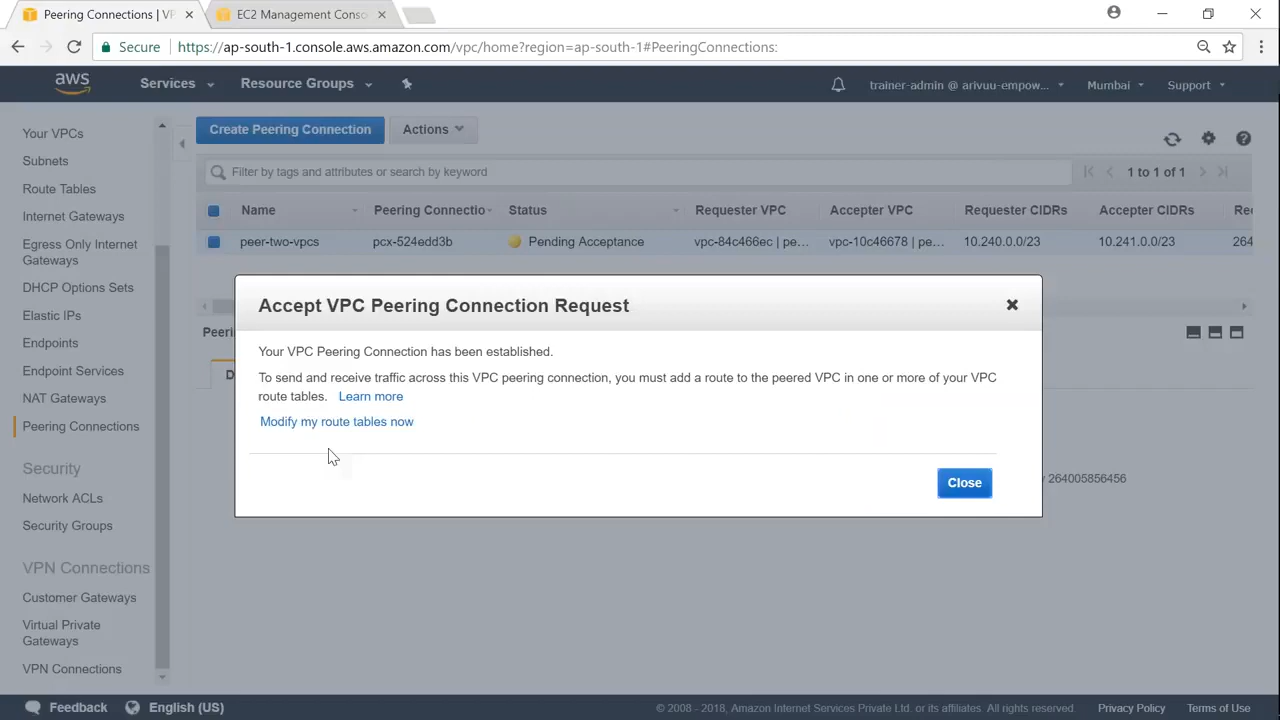 Peering Connections | VP
EC2 Management Conso
Secure
https://ap-south-1.console.aws.amazon.com/vpc/home?region=ap-south-1#PeeringConnections:
aws
Services
Resource Groups
trainer-admin @ arivuu-empow...
Mumbai
Support
Your VPCs
Subnets
Route Tables
Internet Gateways
Egress Only Internet
Gateways
DHCP Options Sets
Elastic IPs
Endpoints
Endpoint Services
NAT Gateways
Peering Connections
Security
Network ACLs
Security Groups
VPN Connections
Customer Gateways
Virtual Private
Gateways
VPN Connections
Create Peering Connection
Actions
Filter by tags and attributes or search by keyword
1 to 1 of 1
Name Peering Connectio Status Requester VPC Accepter VPC Requester CIDRs Accepter CIDRs Rec
peer-two-vpcs pcx-524edd3b Pending Acceptance vpc-84c466ec | pe... vpc-10c46678 | pe... 10.240.0.0/23 10.241.0.0/23 264
Accept VPC Peering Connection Request
Your VPC Peering Connection has been established.
To send and receive traffic across this VPC peering connection, you must add a route to the peered VPC in one or more of your VPC
route tables. Learn more
Modify my route tables now
Close
Peeri
D
264005856456
Feedback
English (US)
© 2008 - 2018, Amazon Internet Services Private Ltd. or its affiliates. All rights reserved.
Privacy Policy
Terms of Use